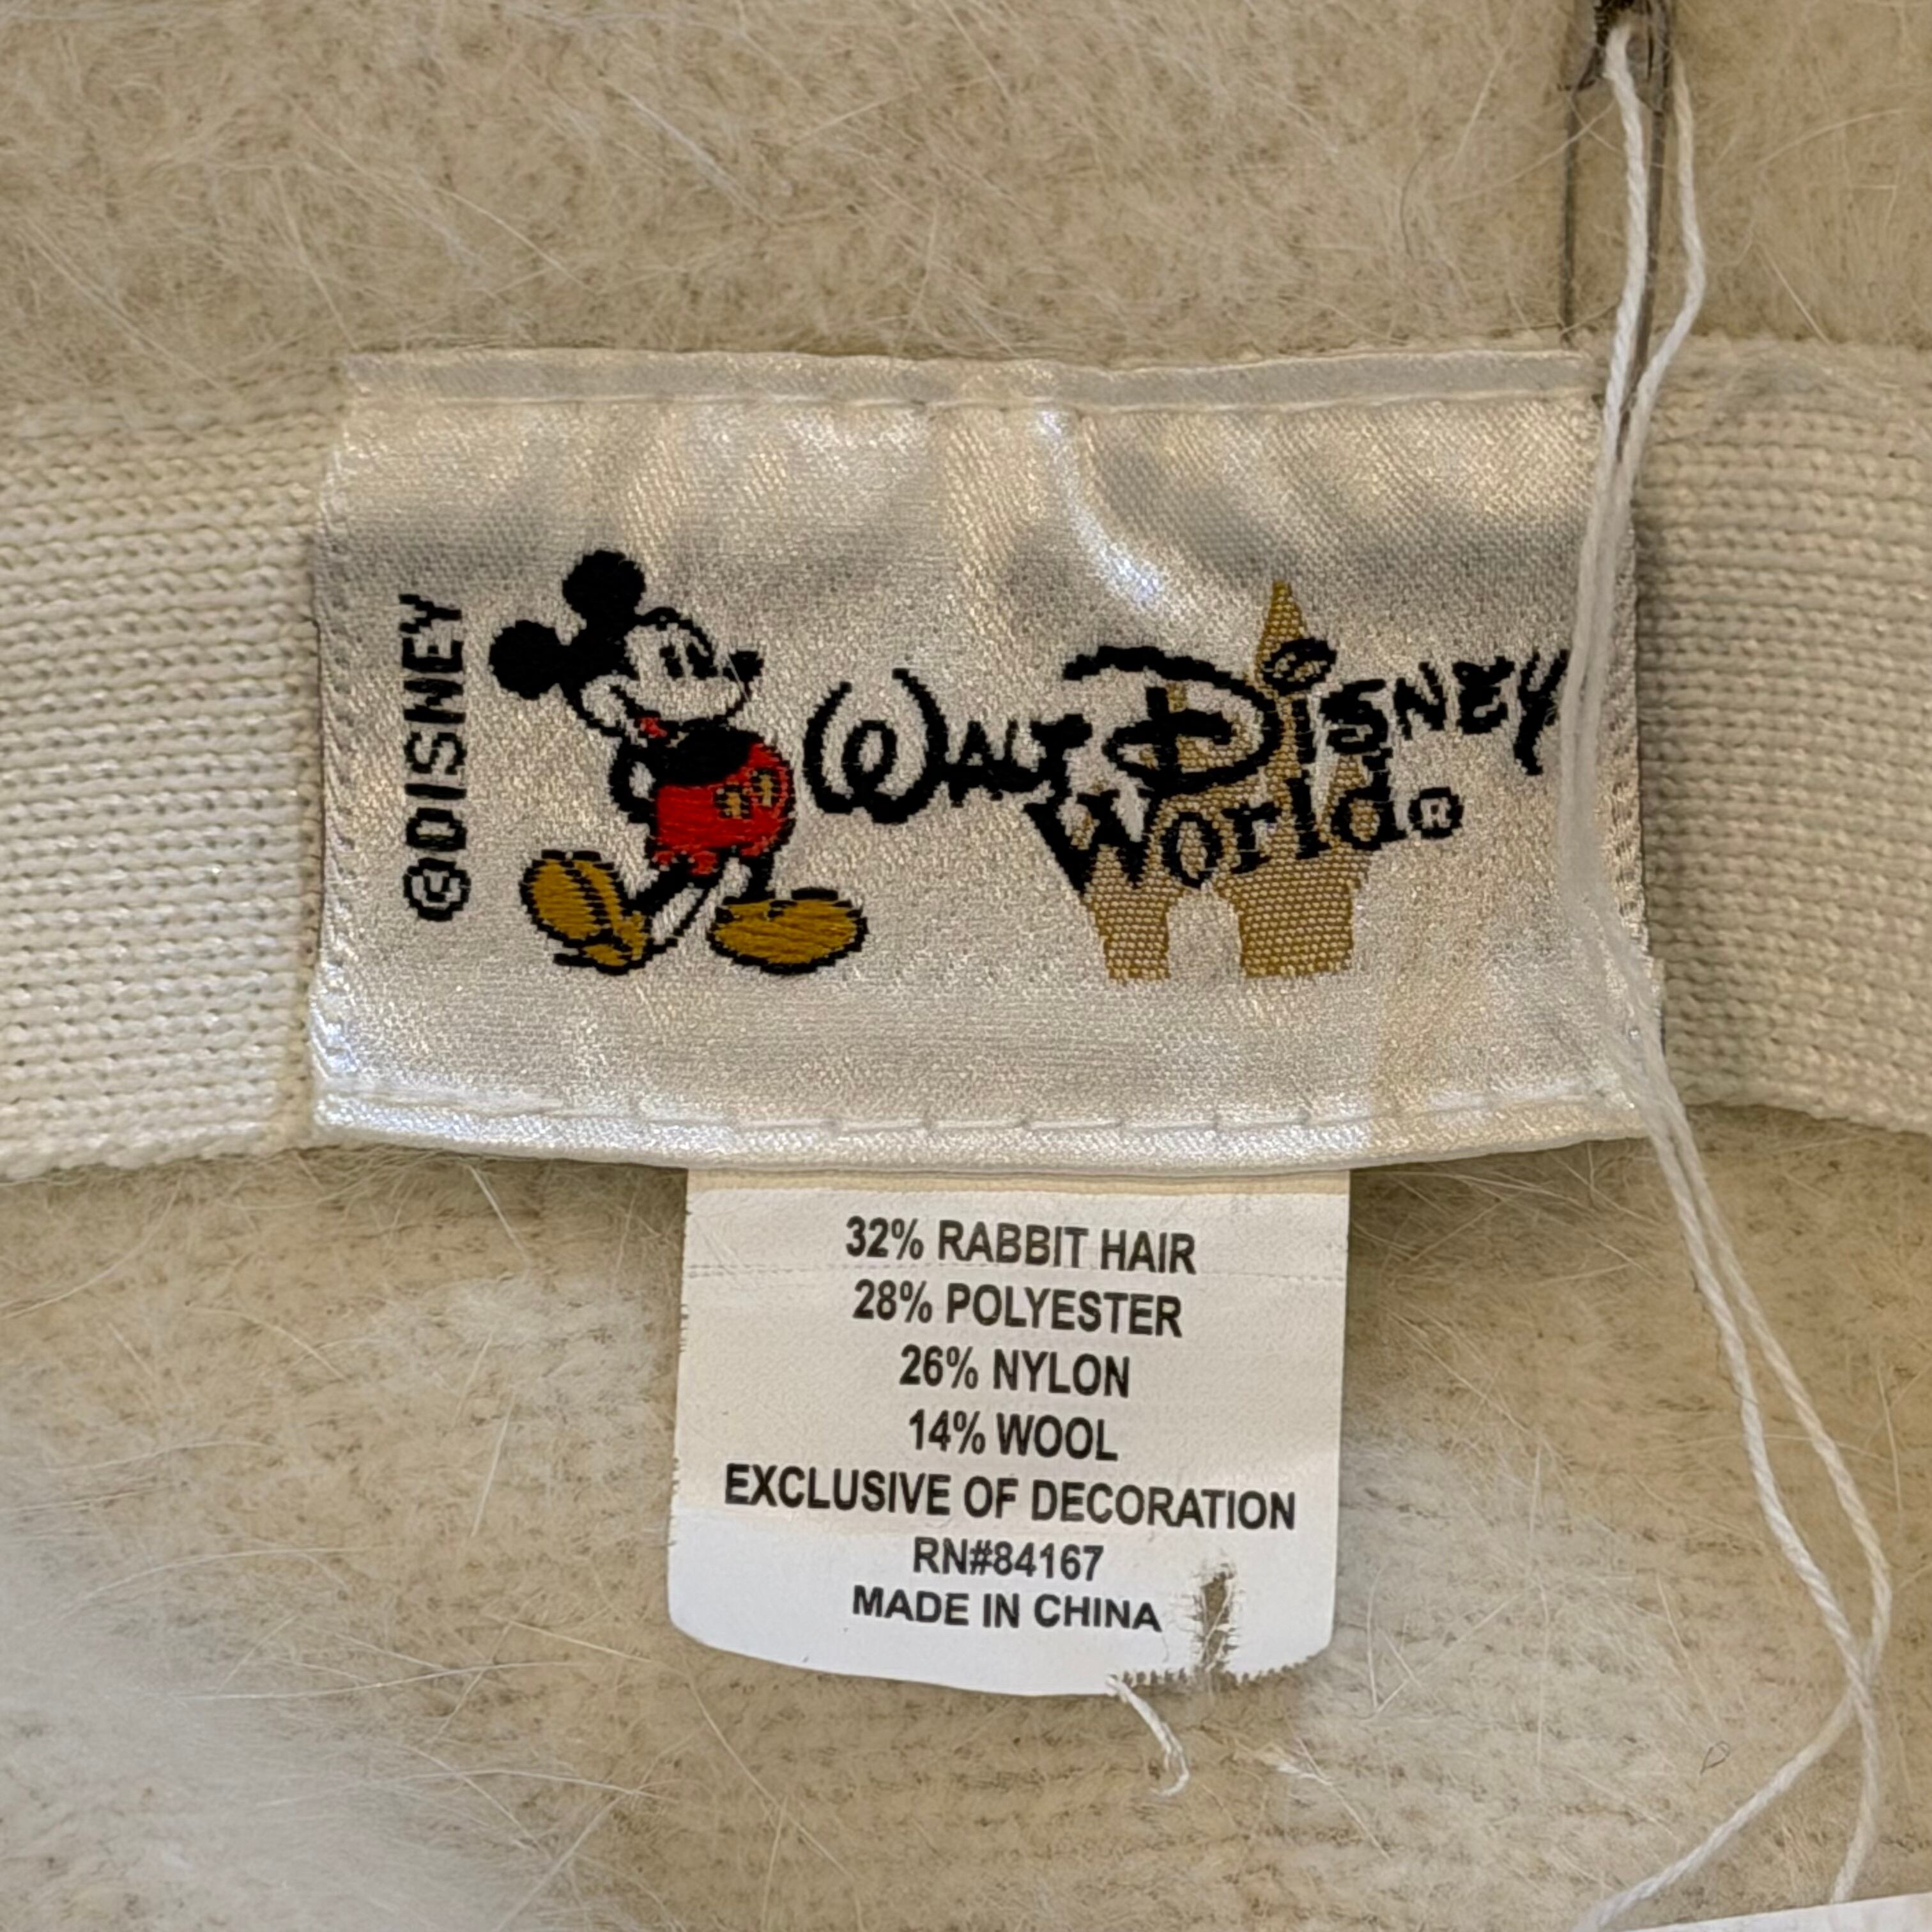 ©DISNEY
WALT DISNEY
World®
32% RABBIT HAIR
28% POLYESTER
26% NYLON
14% WOOL
EXCLUSIVE OF DECORATION
RN#84167
MADE IN CHINA